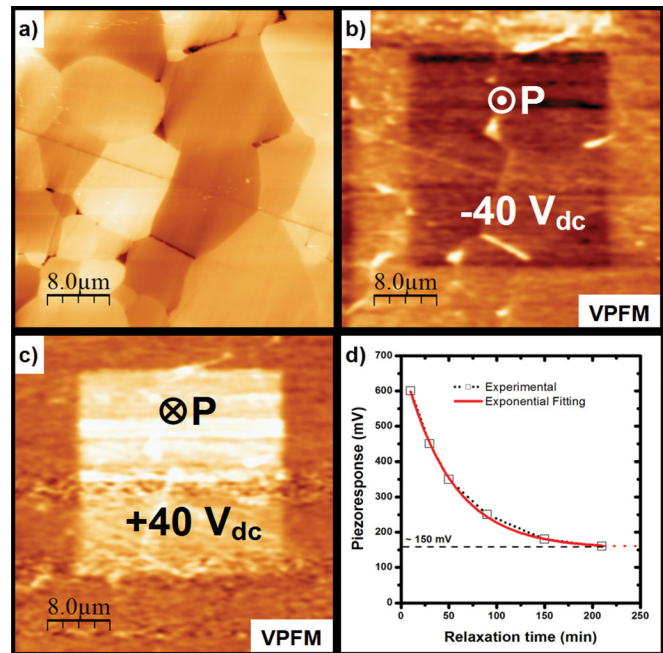 a)
8.0µm
b)
⊙P
-40 Vdc
8.0µm
VPFM
c)
⊗P
+40 Vdc
8.0µm
VPFM
d)
700
600
500
400
300
200
100
0
Piezoresponse (mV)
Experimental
Exponential Fitting
~ 150 mV
0 50 100 150 200 250
Relaxation time (min)